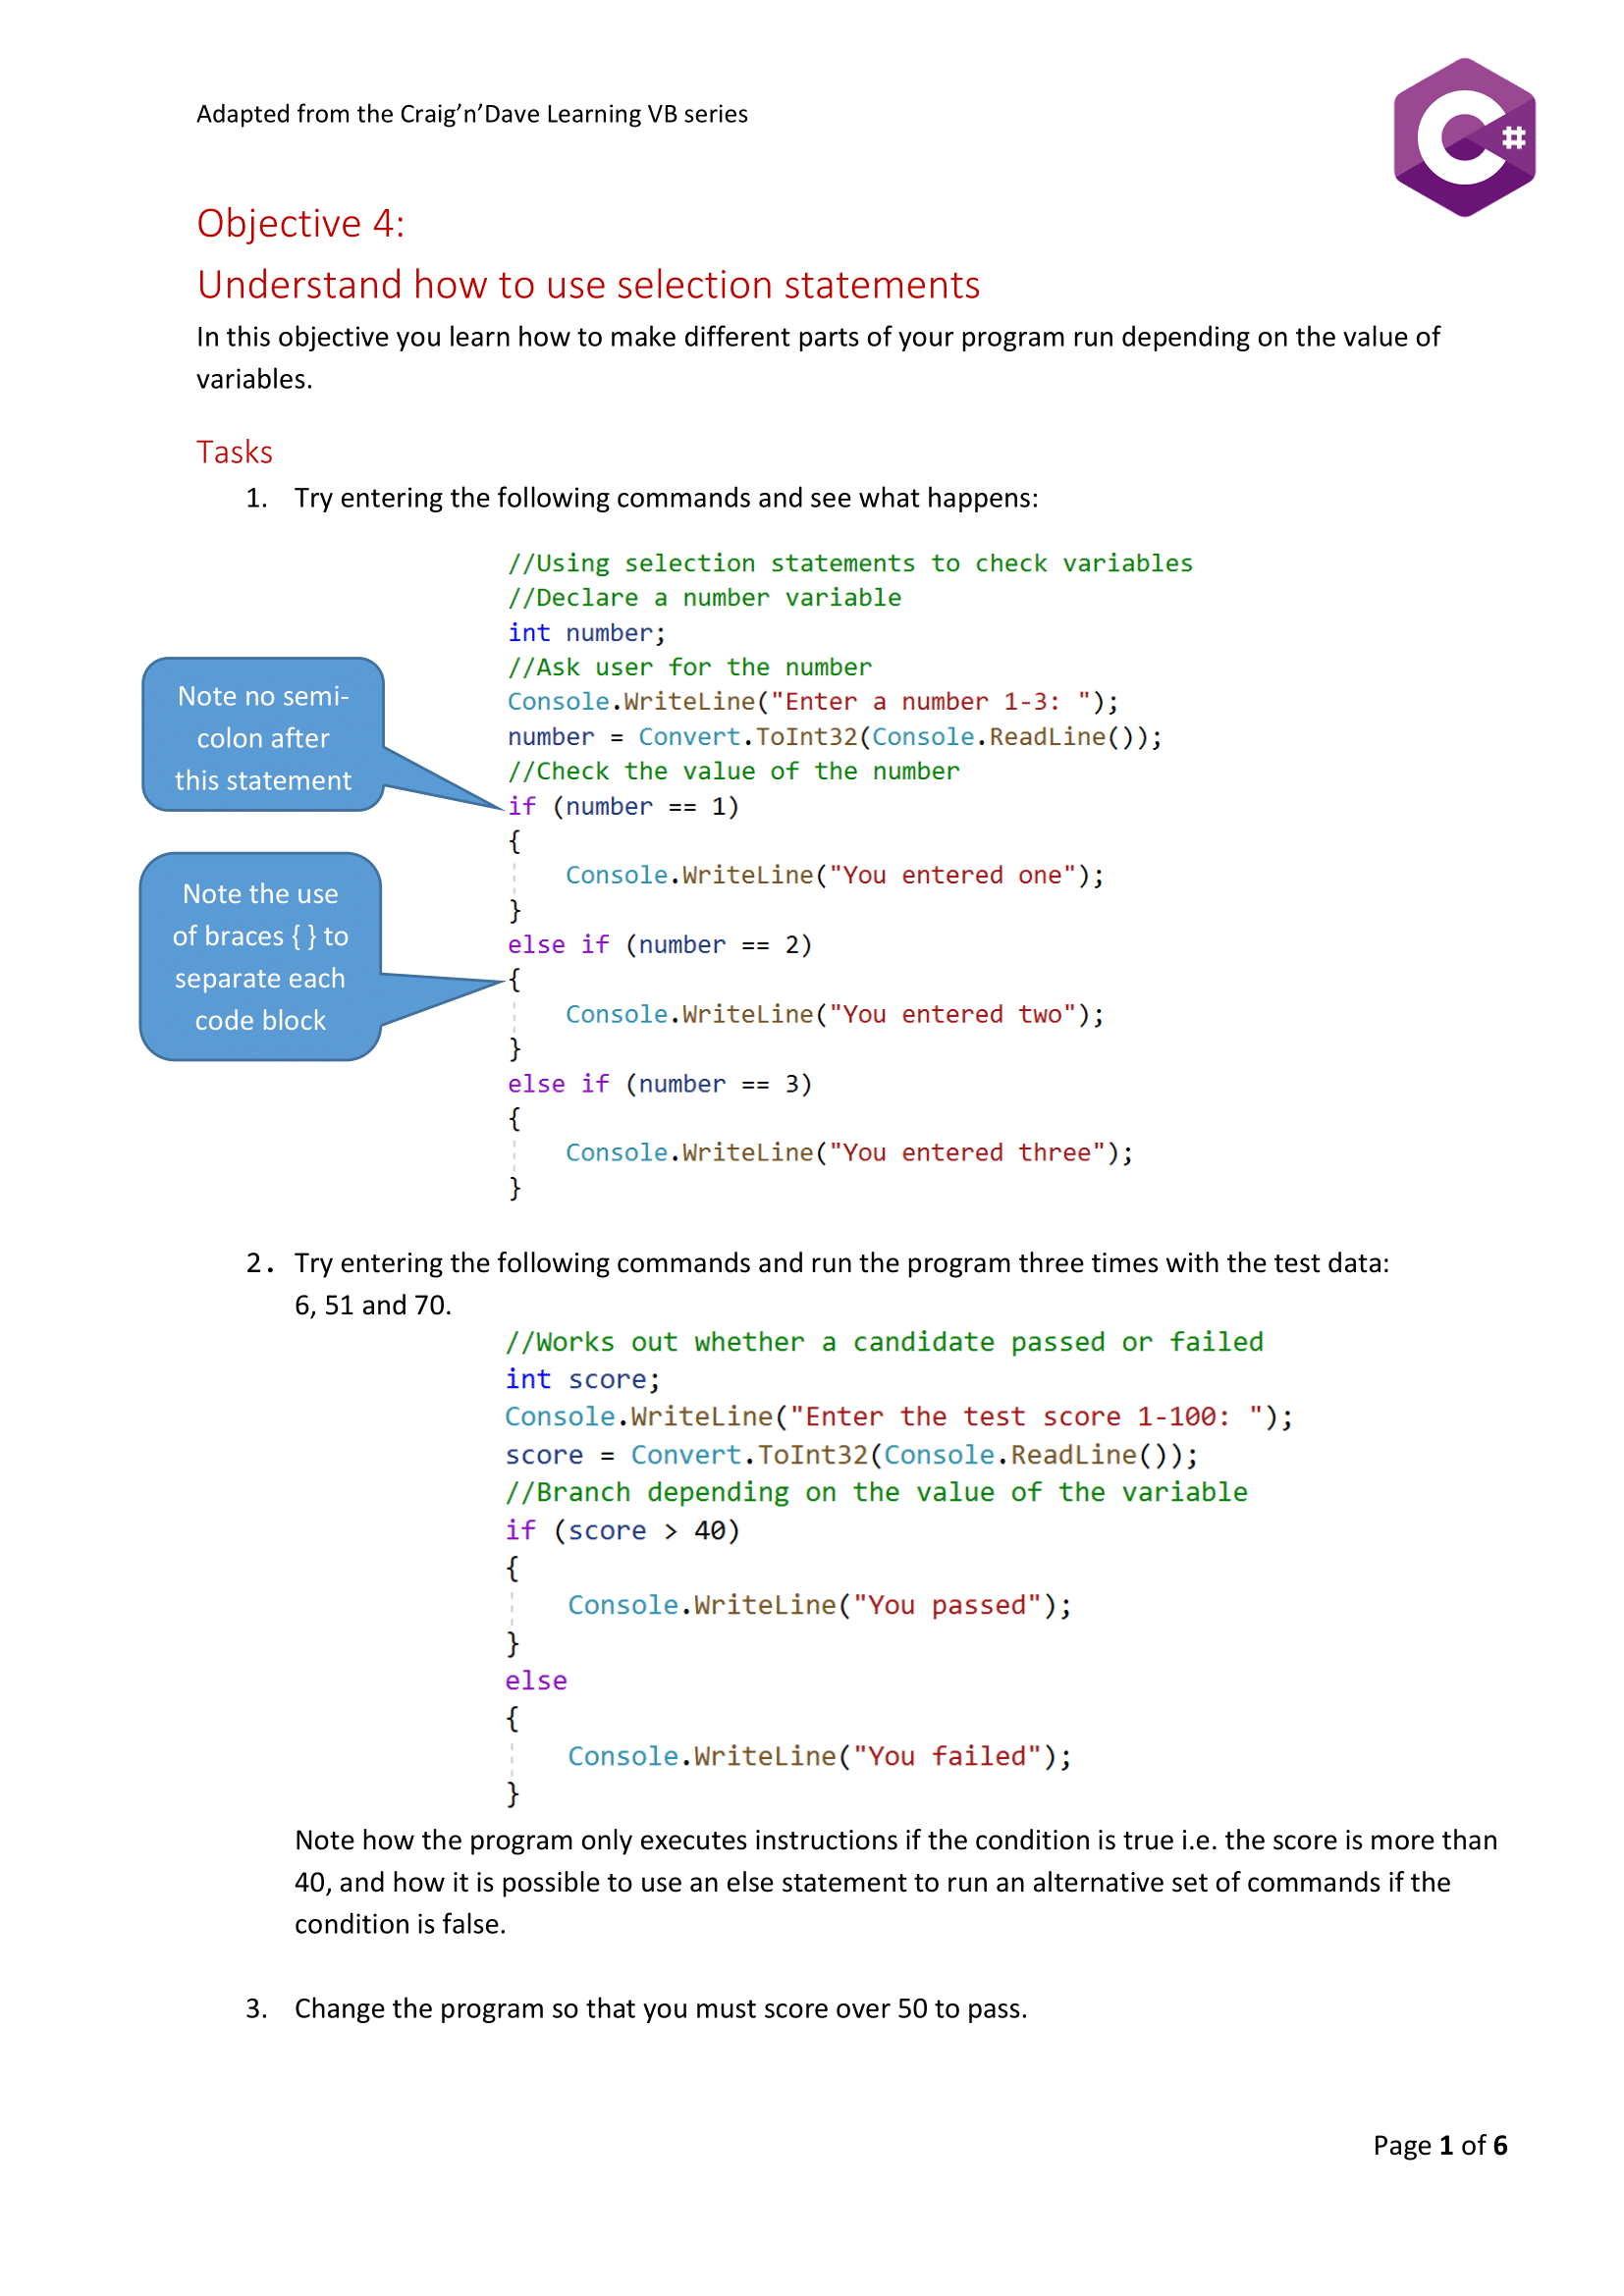 Adapted from the Craig’n’Dave Learning VB series
C#
Objective 4:
Understand how to use selection statements
In this objective you learn how to make different parts of your program run depending on the value of
variables.
Tasks
1. Try entering the following commands and see what happens:
//Using selection statements to check variables
//Declare a number variable
int number;
//Ask user for the number
Console.WriteLine("Enter a number 1-3: ");
number = Convert.ToInt32(Console.ReadLine());
//Check the value of the number
if (number == 1)
{
    Console.WriteLine("You entered one");
}
else if (number == 2)
{
    Console.WriteLine("You entered two");
}
else if (number == 3)
{
    Console.WriteLine("You entered three");
}
Note no semi-
colon after
this statement
Note the use
of braces { } to
separate each
code block
2. Try entering the following commands and run the program three times with the test data:
6, 51 and 70.
//Works out whether a candidate passed or failed
int score;
Console.WriteLine("Enter the test score 1-100: ");
score = Convert.ToInt32(Console.ReadLine());
//Branch depending on the value of the variable
if (score > 40)
{
    Console.WriteLine("You passed");
}
else
{
    Console.WriteLine("You failed");
}
Note how the program only executes instructions if the condition is true i.e. the score is more than
40, and how it is possible to use an else statement to run an alternative set of commands if the
condition is false.
3. Change the program so that you must score over 50 to pass.
Page 1 of 6